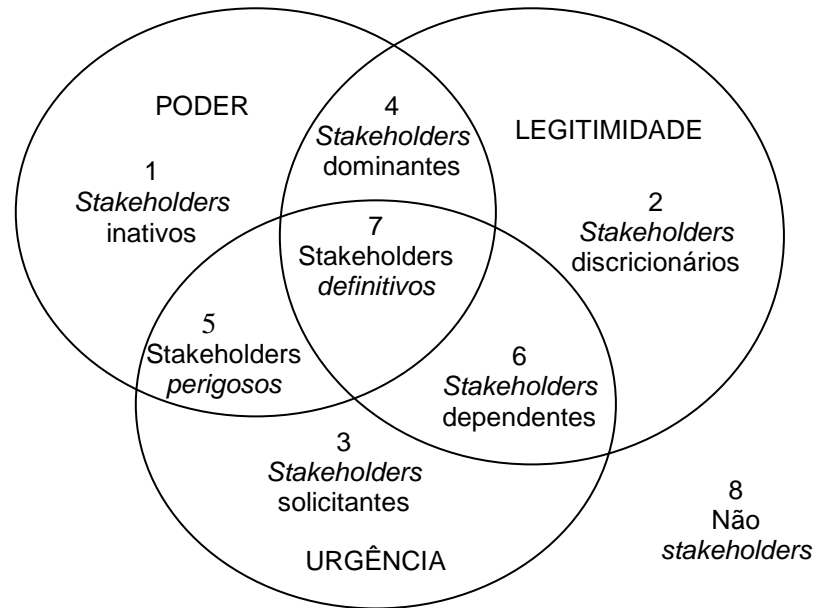 PODER
4
Stakeholders
dominantes
LEGITIMIDADE
1
Stakeholders
inativos
2
Stakeholders
discricionários
7
Stakeholders
definitivos
5
Stakeholders
perigosos
6
Stakeholders
dependentes
3
Stakeholders
solicitantes
8
Não
stakeholders
URGÊNCIA